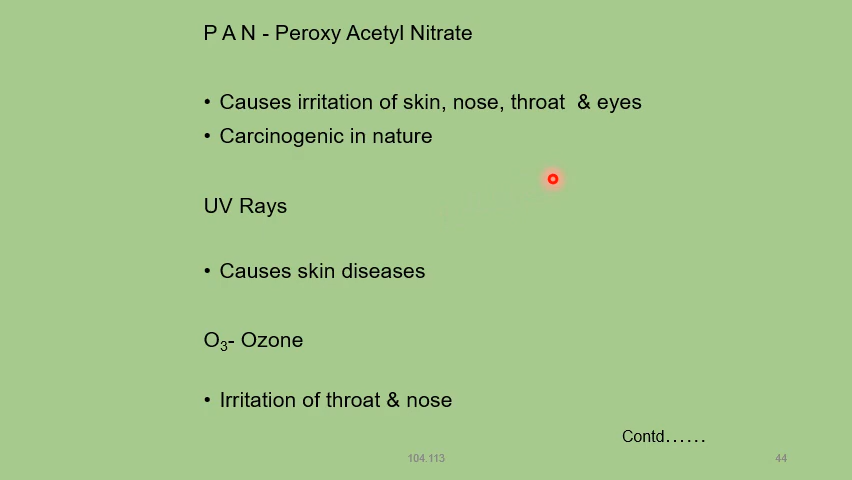 P A N - Peroxy Acetyl Nitrate
• Causes irritation of skin, nose, throat & eyes
• Carcinogenic in nature
UV Rays
• Causes skin diseases
O₃- Ozone
• Irritation of throat & nose
Contd……
104.113
44